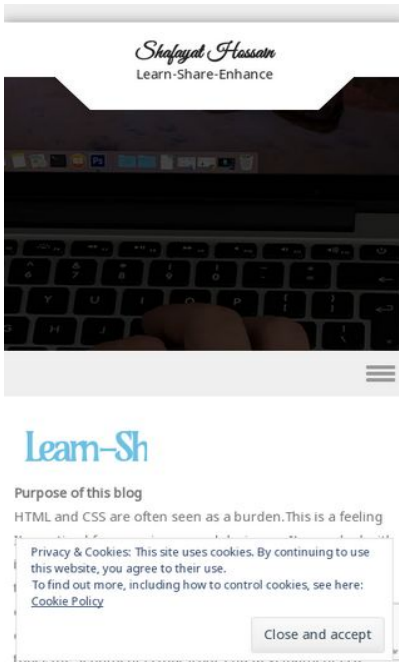 Shafayat Hossain
Learn-Share-Enhance
Learn-Sh
Purpose of this blog
HTML and CSS are often seen as a burden.This is a feeling
Privacy & Cookies: This site uses cookies. By continuing to use
this website, you agree to their use.
To find out more, including how to control cookies, see here:
Cookie Policy
Close and accept